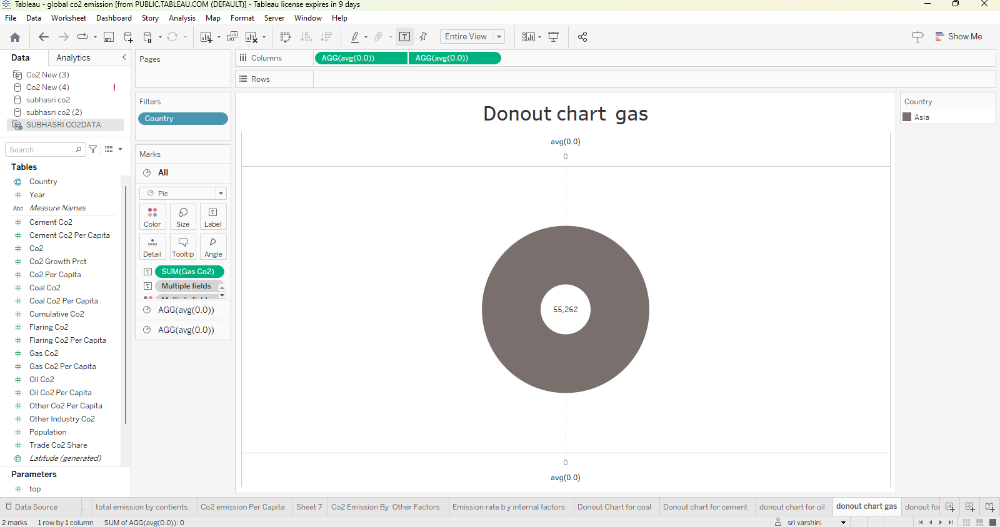 Tableau - global co2 emission [from PUBLIC.TABLEAU.COM (DEFAULT)] - Tableau license expires in 9 days
File Data Worksheet Dashboard Story Analysis Map Format Server Window Help
Entire View
Show Me
Data Analytics
Co2 New (3)
Co2 New (4) !
subhasri co2
subhasri co2 (2)
SUBHASRI CO2DATA
Search
Tables
Country
Year
Abc Measure Names
Cement Co2
Cement Co2 Per Capita
Co2
Co2 Growth Prct
Co2 Per Capita
Coal Co2
Coal Co2 Per Capita
Cumulative Co2
Flaring Co2
Flaring Co2 Per Capita
Gas Co2
Gas Co2 Per Capita
Oil Co2
Oil Co2 Per Capita
Other Co2 Per Capita
Other Industry Co2
Population
Trade Co2 Share
Latitude (generated)
Parameters
top
Pages
Filters
Country
Marks
All
Pie
Color Size Label
Detail Tooltip Angle
SUM(Gas Co2)
Multiple fields
AGG(avg(0.0))
AGG(avg(0.0))
Columns AGG(avg(0.0)) AGG(avg(0.0))
Rows
Donout chart gas
avg(0.0)
0
55,262
0
avg(0.0)
Country
Asia
Data Source .. total emission by contients Co2 emission Per Capita Sheet 7 Co2 Emission By Other Factors Emission rate b y internal factors Donut Chart for coal Donut chart for cement donout chart for oil donout chart gas donout for
2 marks 1 row by 1 column SUM of AGG(avg(0.0)): 0 sri varshini